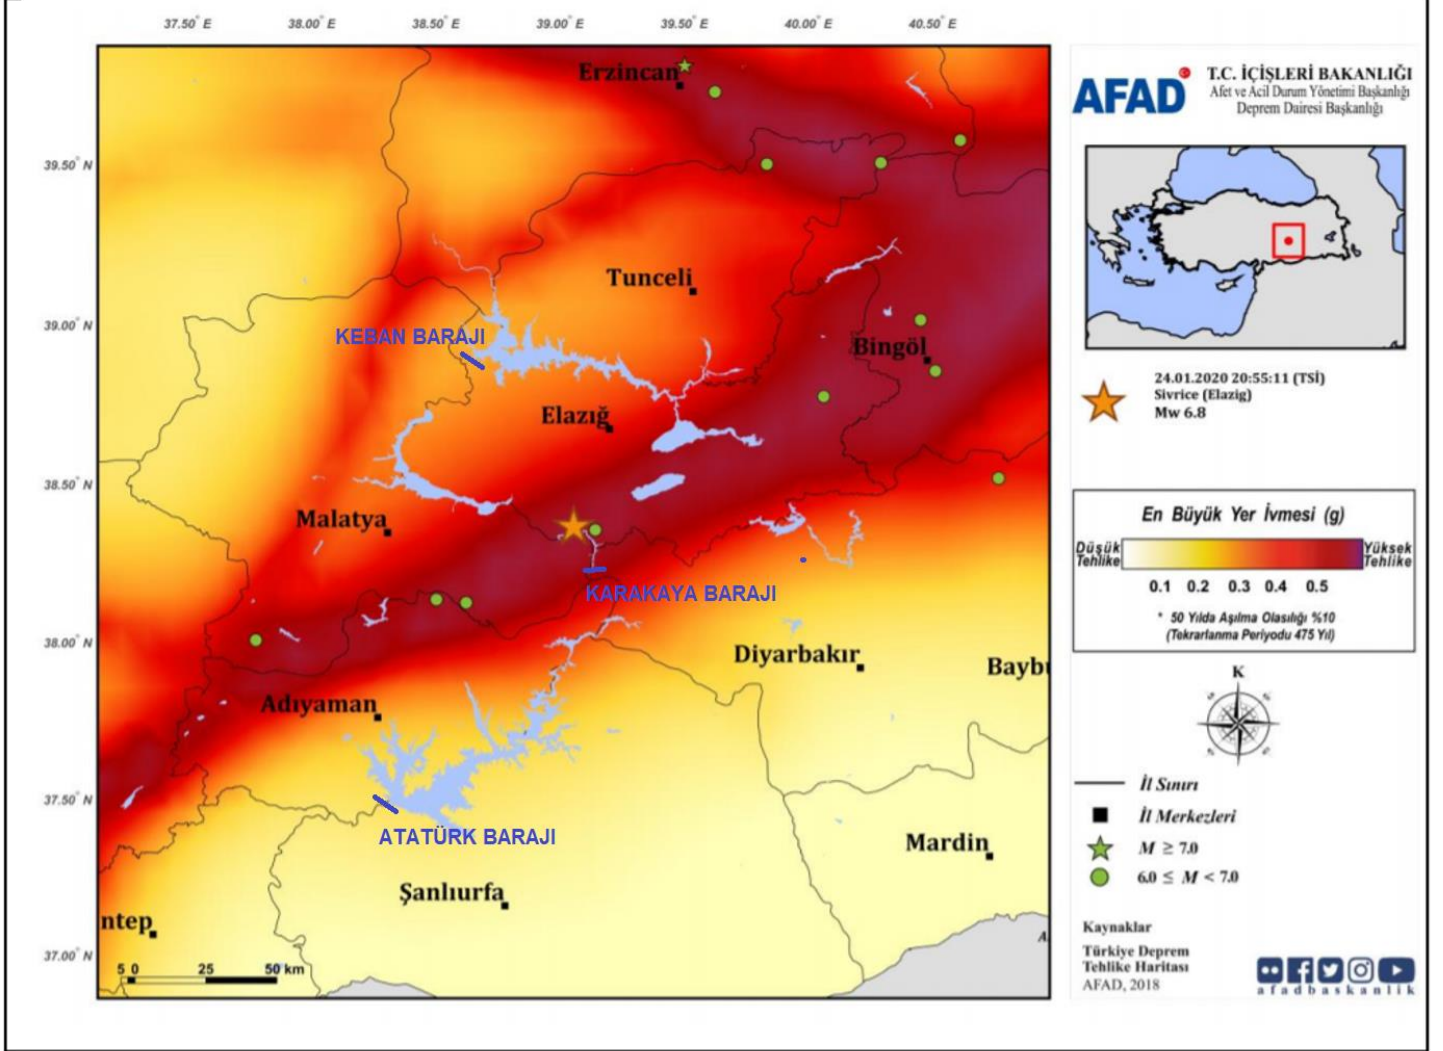 37.50° E
38.00° E
38.50° E
39.00° E
39.50° E
40.00° E
40.50° E
39.50° N
39.00° N
38.50° N
38.00° N
37.50° N
37.00° N
Erzincan
Tunceli
KEBAN BARAJI
Bingöl
Elazığ
Malatya
KARAKAYA BARAJI
Diyarbakır
Baybu
Adıyaman
ATATÜRK BARAJI
Mardin
Şanlıurfa
ntep
A
5 0 25 50 km
AFAD
T.C. İÇİŞLERİ BAKANLIĞI
Afet ve Acil Durum Yönetimi Başkanlığı
Deprem Dairesi Başkanlığı
24.01.2020 20:55:11 (TSİ)
Sivrice (Elazig)
Mw 6.8
En Büyük Yer İvmesi (g)
Düşük
Tehlike
Yüksek
Tehlike
0.1 0.2 0.3 0.4 0.5
* 50 Yılda Aşılma Olasılığı %10
(Tekrarlanma Periyodu 475 Yıl)
K
İl Sınırı
İl Merkezleri
M ≥ 7.0
6.0 ≤ M < 7.0
Kaynaklar
Türkiye Deprem
Tehlike Haritası
AFAD, 2018
afadbaskanlik